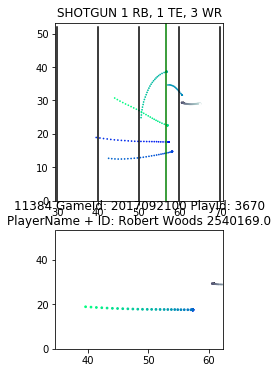 SHOTGUN 1 RB, 1 TE, 3 WR
50
40
30
20
10
0
30 40 50 60 70
11384 GameId: 2017092100 PlayId: 3670
PlayerName + ID: Robert Woods 2540169.0
40
20
0
40 50 60